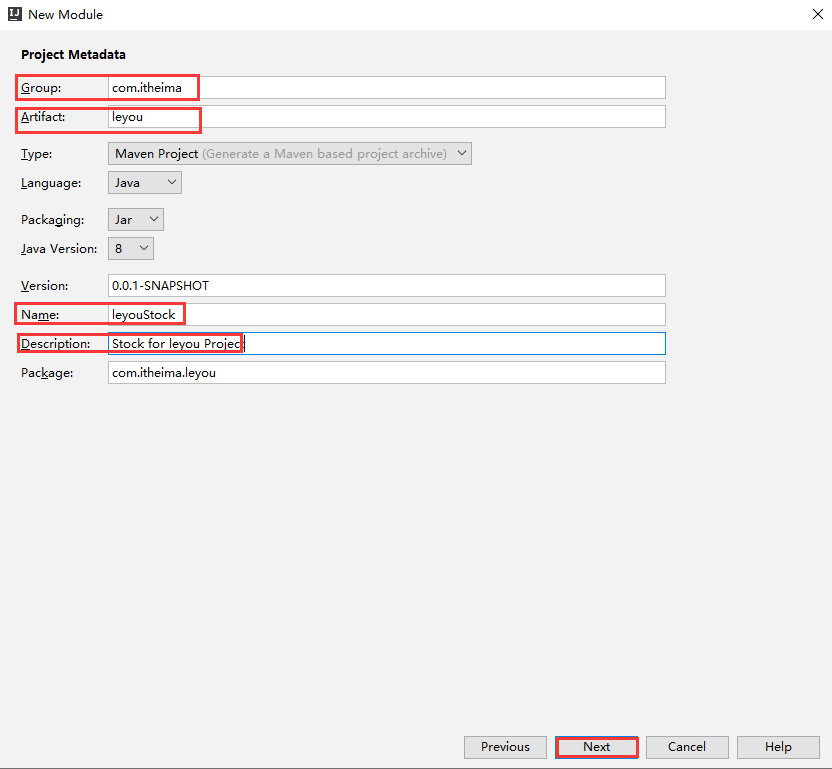 IJ New Module
Project Metadata
Group: com.itheima
Artifact: leyou
Type: Maven Project (Generate a Maven based project archive)
Language: Java
Packaging: Jar
Java Version: 8
Version: 0.0.1-SNAPSHOT
Name: leyouStock
Description: Stock for leyou Project
Package: com.itheima.leyou
Previous Next Cancel Help